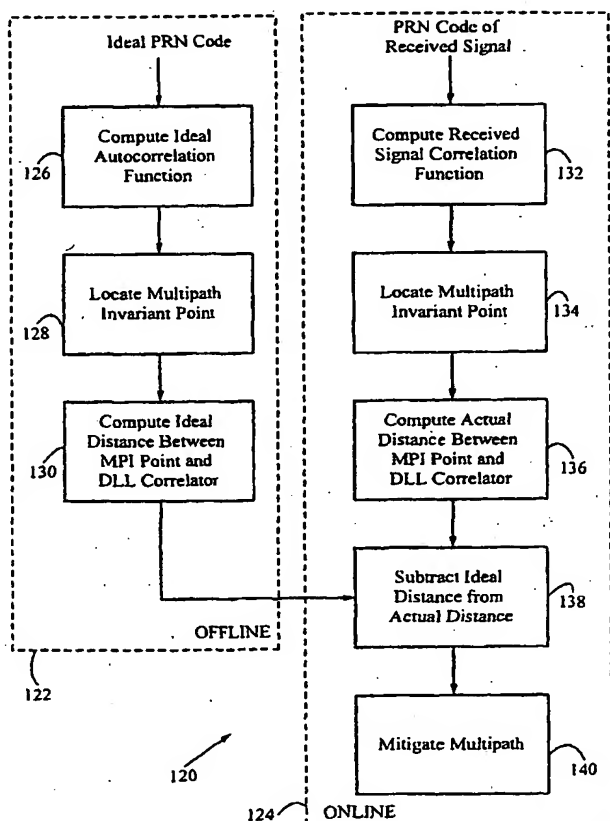 Ideal PRN Code
Compute Ideal
Autocorrelation
Function
126
Locate Multipath
Invariant Point
128
Compute Ideal
Distance Between
MPI Point and
DLL Correlator
130
OFFLINE
122
120
PRN Code of
Received Signal
Compute Received
Signal Correlation
Function
132
Locate Multipath
Invariant Point
134
Compute Actual
Distance Between
MPI Point and
DLL Correlator
136
Subtract Ideal
Distance from
Actual Distance
138
Mitigate Multipath
140
124
ONLINE